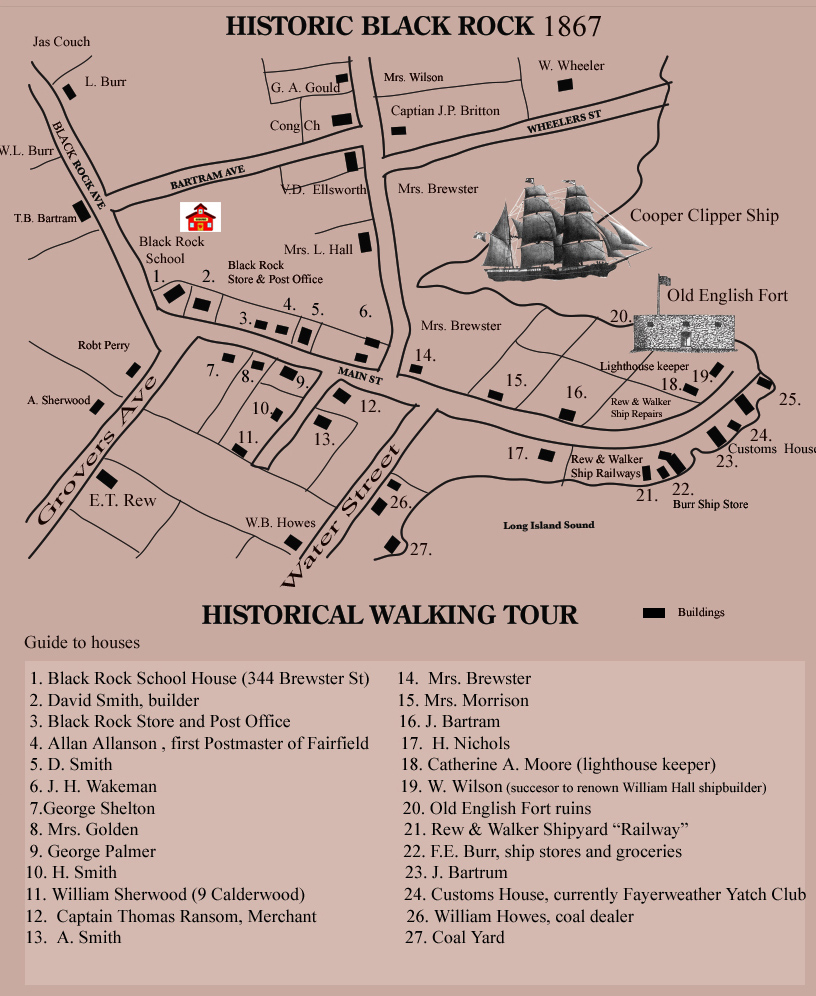 HISTORIC BLACK ROCK 1867
Jas Couch
L. Burr
W.L. Burr
BLACK ROCK AVE
T.B. Bartram
G. A. Gould
Cong Ch
Mrs. Wilson
Captian J.P. Britton
W. Wheeler
WHEELERS ST
BARTRAM AVE
V.D. Ellsworth
Mrs. Brewster
Cooper Clipper Ship
Black Rock
School
Mrs. L. Hall
Black Rock
Store & Post Office
1.
2.
3.
4.
5.
6.
Old English Fort
20.
Mrs. Brewster
Robt Perry
A. Sherwood
Grovers Ave
E.T. Rew
7.
8.
9.
10.
11.
MAIN ST
12.
13.
14.
15.
16.
Lighthouse keeper
18.
19.
Rew & Walker
Ship Repairs
25.
24.
Customs House
23.
17.
Rew & Walker
Ship Railways
21.
22.
Burr Ship Store
Water Street
26.
27.
W.B. Howes
Long Island Sound
HISTORICAL WALKING TOUR
Buildings
Guide to houses
1. Black Rock School House (344 Brewster St)
2. David Smith, builder
3. Black Rock Store and Post Office
4. Allan Allanson , first Postmaster of Fairfield
5. D. Smith
6. J. H. Wakeman
7.George Shelton
8. Mrs. Golden
9. George Palmer
10. H. Smith
11. William Sherwood (9 Calderwood)
12. Captain Thomas Ransom, Merchant
13. A. Smith
14. Mrs. Brewster
15. Mrs. Morrison
16. J. Bartram
17. H. Nichols
18. Catherine A. Moore (lighthouse keeper)
19. W. Wilson (succesor to renown William Hall shipbuilder)
20. Old English Fort ruins
21. Rew & Walker Shipyard “Railway”
22. F.E. Burr, ship stores and groceries
23. J. Bartrum
24. Customs House, currently Fayerweather Yatch Club
26. William Howes, coal dealer
27. Coal Yard